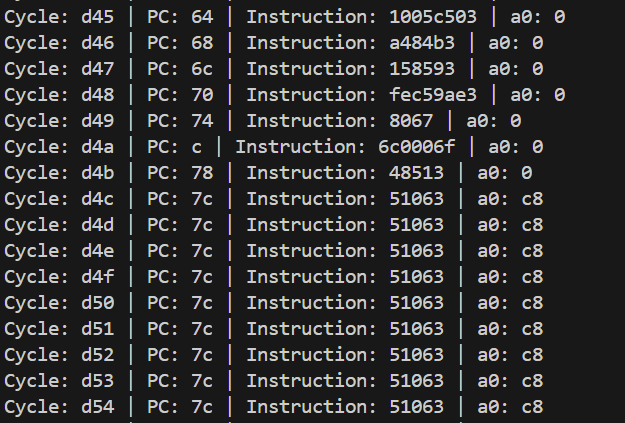 Cycle: d45 | PC: 64 | Instruction: 1005c503 | a0: 0
Cycle: d46 | PC: 68 | Instruction: a484b3 | a0: 0
Cycle: d47 | PC: 6c | Instruction: 158593 | a0: 0
Cycle: d48 | PC: 70 | Instruction: fec59ae3 | a0: 0
Cycle: d49 | PC: 74 | Instruction: 8067 | a0: 0
Cycle: d4a | PC: c | Instruction: 6c0006f | a0: 0
Cycle: d4b | PC: 78 | Instruction: 48513 | a0: 0
Cycle: d4c | PC: 7c | Instruction: 51063 | a0: c8
Cycle: d4d | PC: 7c | Instruction: 51063 | a0: c8
Cycle: d4e | PC: 7c | Instruction: 51063 | a0: c8
Cycle: d4f | PC: 7c | Instruction: 51063 | a0: c8
Cycle: d50 | PC: 7c | Instruction: 51063 | a0: c8
Cycle: d51 | PC: 7c | Instruction: 51063 | a0: c8
Cycle: d52 | PC: 7c | Instruction: 51063 | a0: c8
Cycle: d53 | PC: 7c | Instruction: 51063 | a0: c8
Cycle: d54 | PC: 7c | Instruction: 51063 | a0: c8